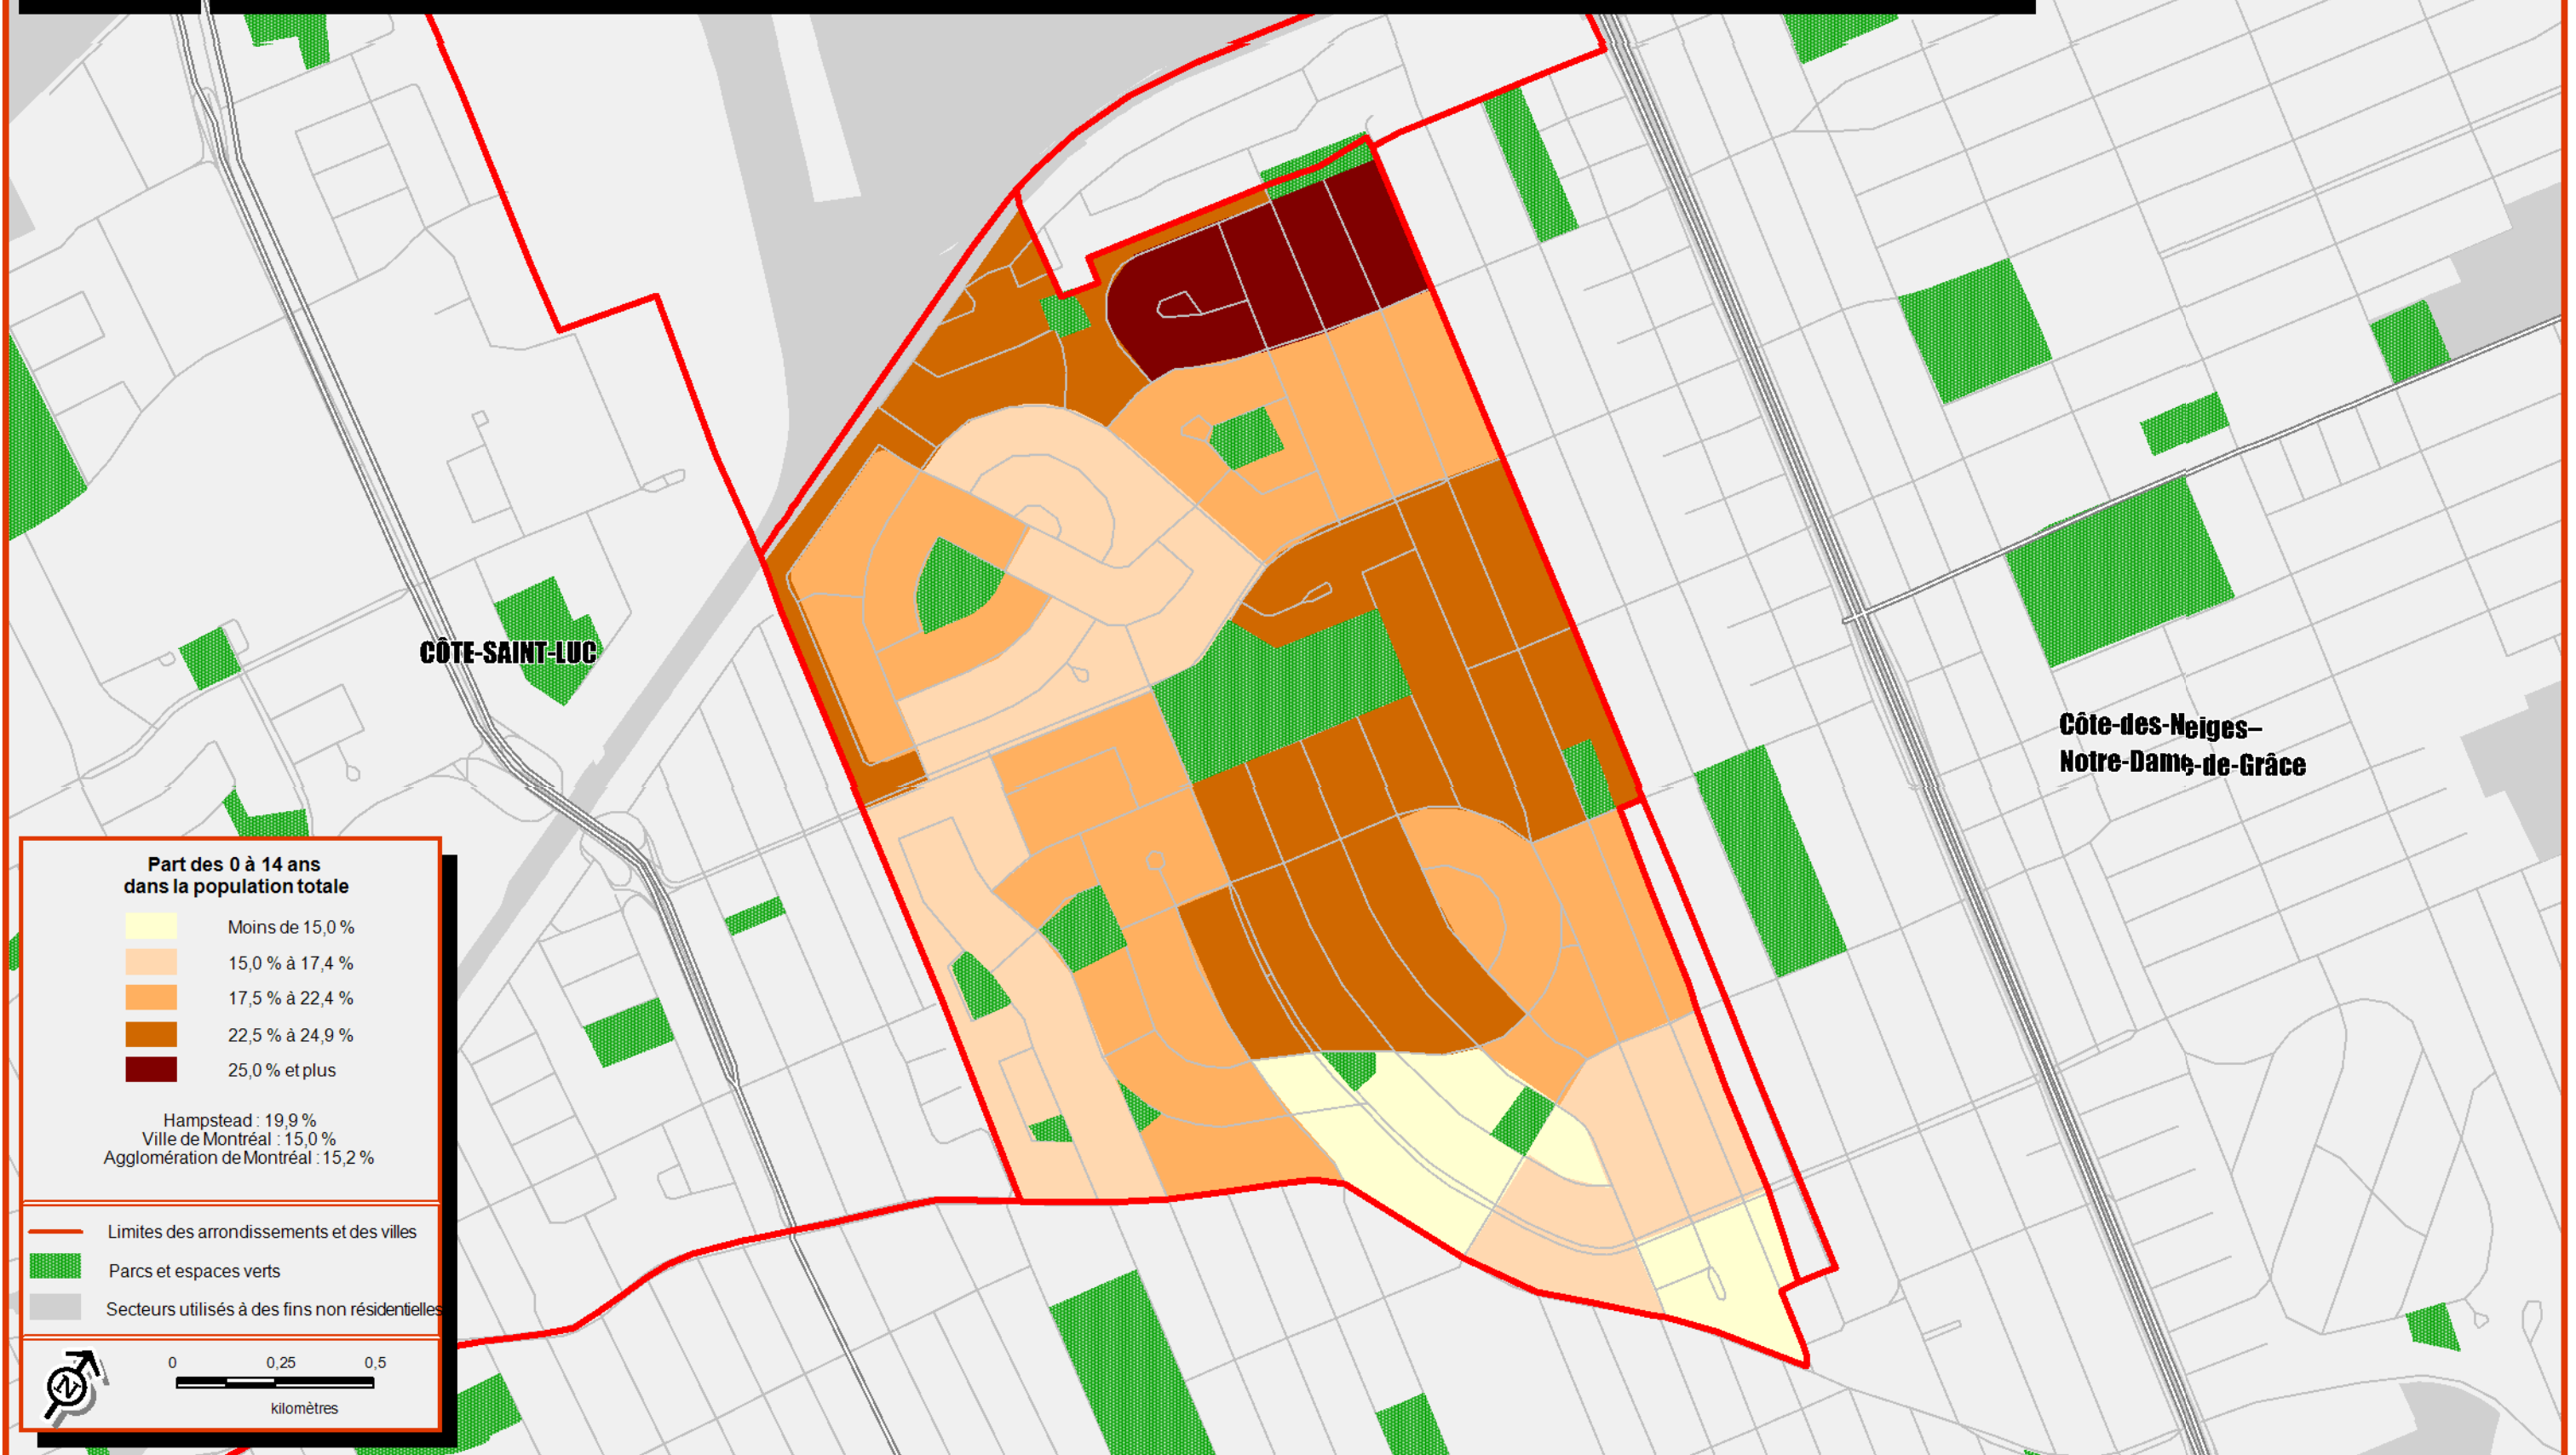 CÔTE-SAINT-LUC
Côte-des-Neiges–
Notre-Dame-de-Grâce
Part des 0 à 14 ans
dans la population totale
Moins de 15,0 %
15,0 % à 17,4 %
17,5 % à 22,4 %
22,5 % à 24,9 %
25,0 % et plus
Hampstead : 19,9 %
Ville de Montréal : 15,0 %
Agglomération de Montréal : 15,2 %
Limites des arrondissements et des villes
Parcs et espaces verts
Secteurs utilisés à des fins non résidentielles
N
0 0,25 0,5
kilomètres